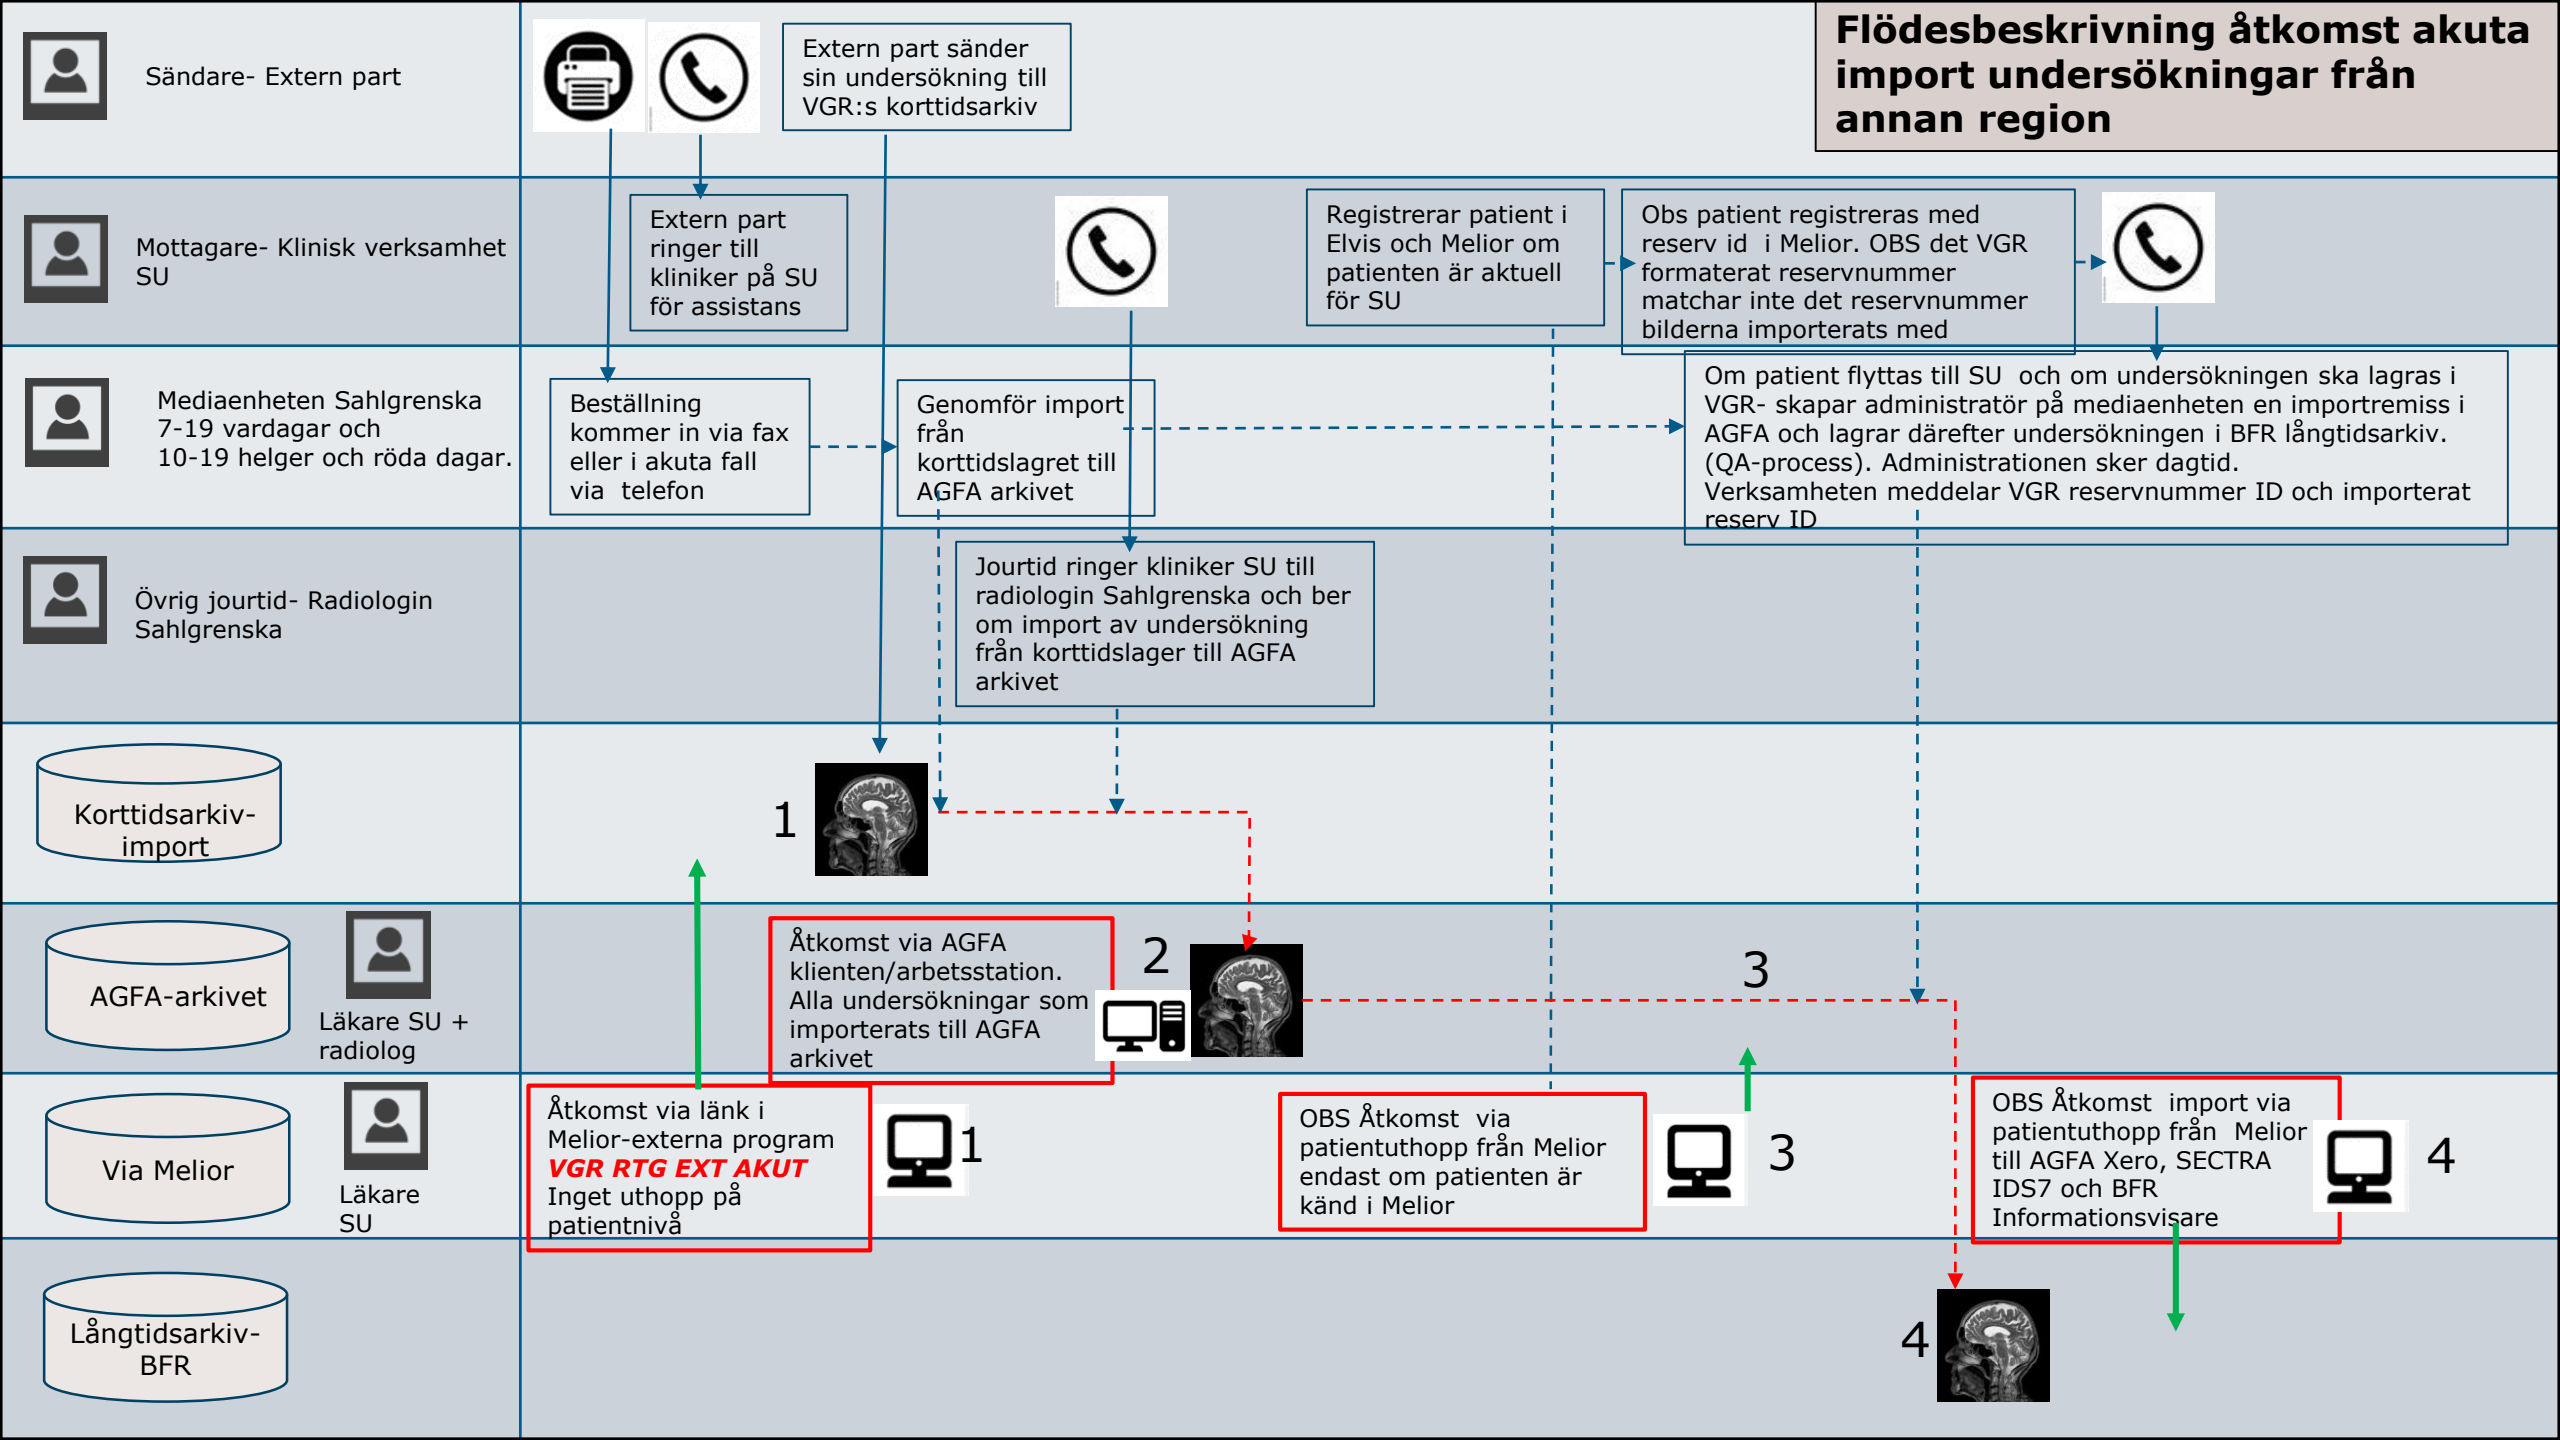 Flödesbeskrivning åtkomst akuta
import undersökningar från
annan region
Sändare- Extern part
Extern part sänder
sin undersökning till
VGR:s korttidsarkiv
Mottagare- Klinisk verksamhet
SU
Extern part
ringer till
kliniker på SU
för assistans
Registrerar patient i
Elvis och Melior om
patienten är aktuell
för SU
Obs patient registreras med
reserv id  i Melior. OBS det VGR
formaterat reservnummer
matchar inte det reservnummer
bilderna importerats med
Mediaenheten Sahlgrenska
7-19 vardagar och
10-19 helger och röda dagar.
Beställning
kommer in via fax
eller i akuta fall
via  telefon
Genomför import
från
korttidslagret till
AGFA arkivet
Om patient flyttas till SU  och om undersökningen ska lagras i
VGR- skapar administratör på mediaenheten en importremiss i
AGFA och lagrar därefter undersökningen i BFR långtidsarkiv.
(QA-process). Administrationen sker dagtid.
Verksamheten meddelar VGR reservnummer ID och importerat
reserv ID
Övrig jourtid- Radiologin
Sahlgrenska
Jourtid ringer kliniker SU till
radiologin Sahlgrenska och ber
om import av undersökning
från korttidslager till AGFA
arkivet
Korttidsarkiv-
import
1
AGFA-arkivet
Läkare SU +
radiolog
Åtkomst via AGFA
klienten/arbetsstation.
Alla undersökningar som
importerats till AGFA
arkivet
2
3
Via Melior
Läkare
SU
Åtkomst via länk i
Melior-externa program
VGR RTG EXT AKUT
Inget uthopp på
patientnivå
1
OBS Åtkomst  via
patientuthopp från Melior
endast om patienten är
känd i Melior
3
OBS Åtkomst  import via
patientuthopp från  Melior
till AGFA Xero, SECTRA
IDS7 och BFR
Informationsvisare
4
Långtidsarkiv-
BFR
4